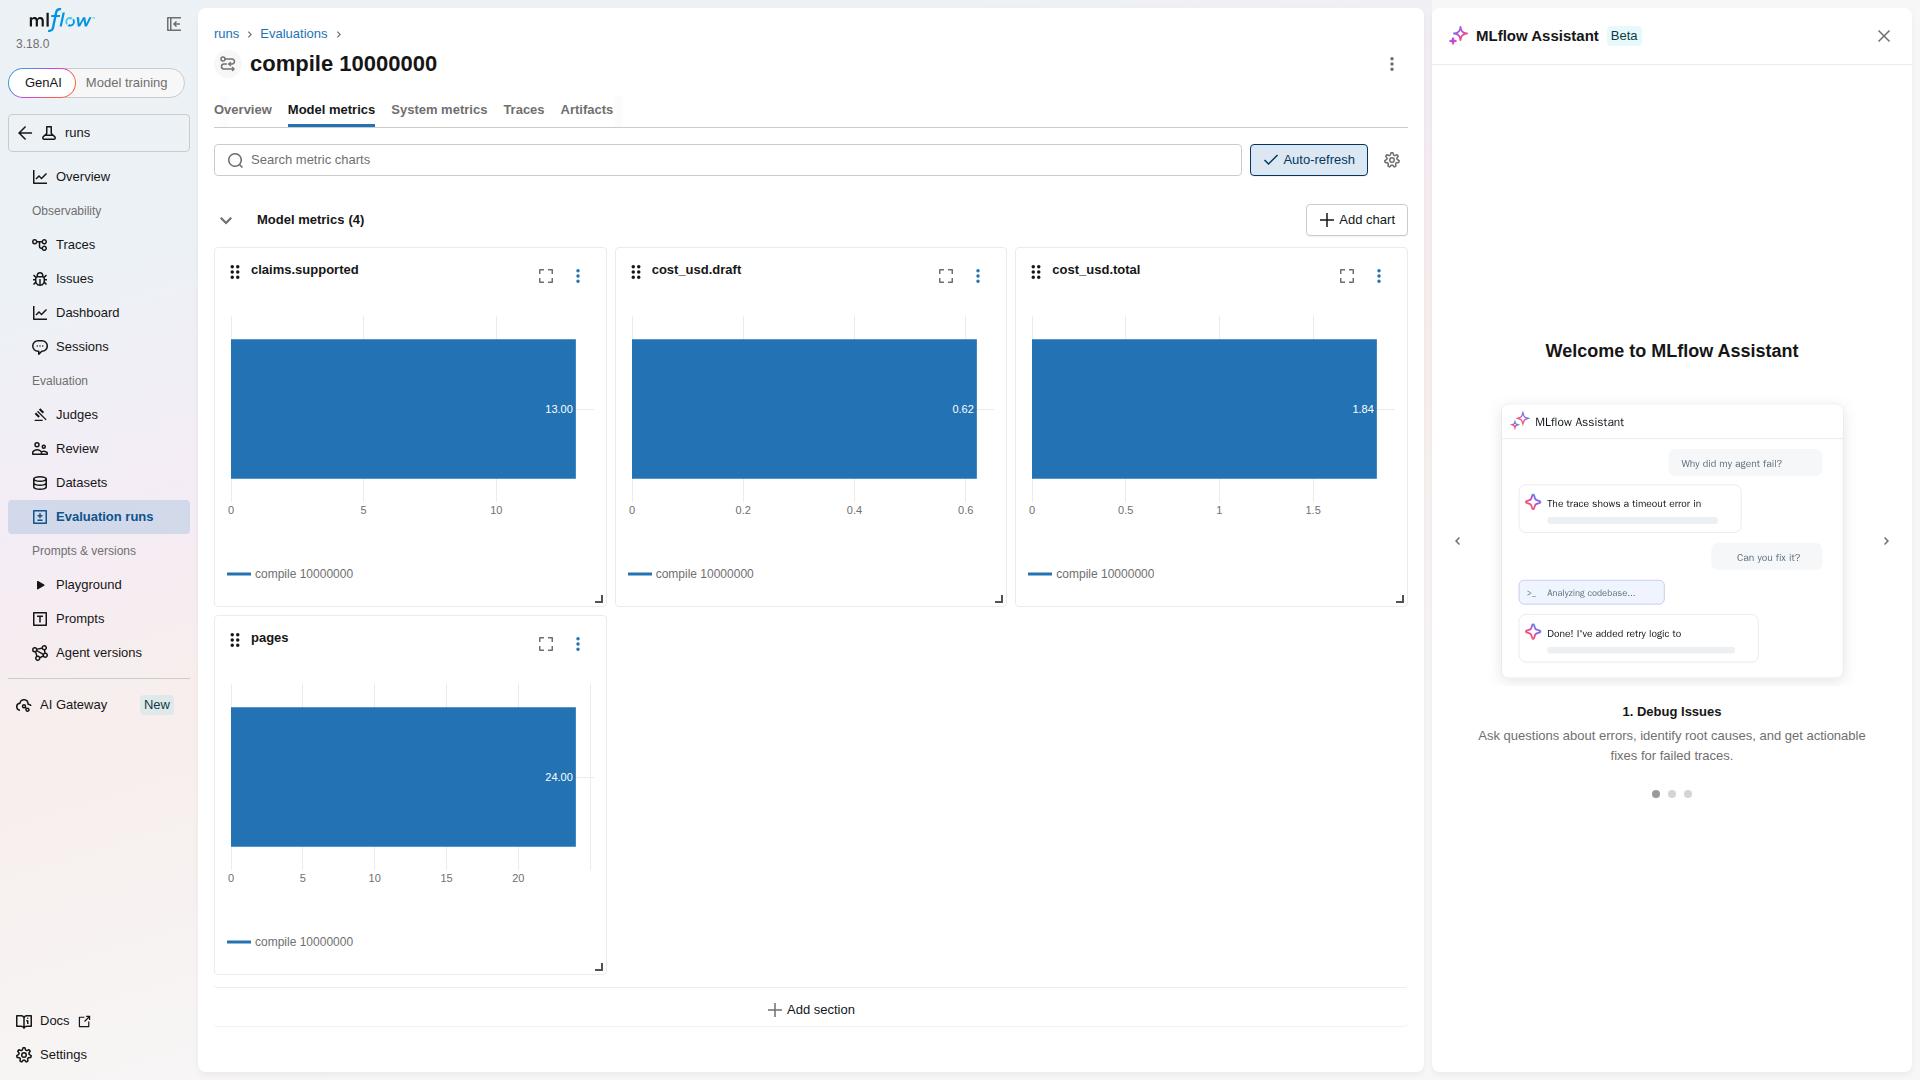 mlflow
3.18.0
GenAI
Model training
runs
Overview
Observability
Traces
Issues
Dashboard
Sessions
Evaluation
Judges
Review
Datasets
Evaluation runs
Prompts & versions
Playground
Prompts
Agent versions
AI Gateway
New
Docs
Settings
runs > Evaluations >
compile 10000000
Overview
Model metrics
System metrics
Traces
Artifacts
Search metric charts
Auto-refresh
Model metrics (4)
Add chart
claims.supported
13.00
0 5 10
compile 10000000
cost_usd.draft
0.62
0 0.2 0.4 0.6
compile 10000000
cost_usd.total
1.84
0 0.5 1 1.5
compile 10000000
pages
24.00
0 5 10 15 20
compile 10000000
Add section
MLflow Assistant Beta
Welcome to MLflow Assistant
MLflow Assistant
Why did my agent fail?
The trace shows a timeout error in
Can you fix it?
>_ Analyzing codebase...
Done! I've added retry logic to
1. Debug Issues
Ask questions about errors, identify root causes, and get actionable
fixes for failed traces.